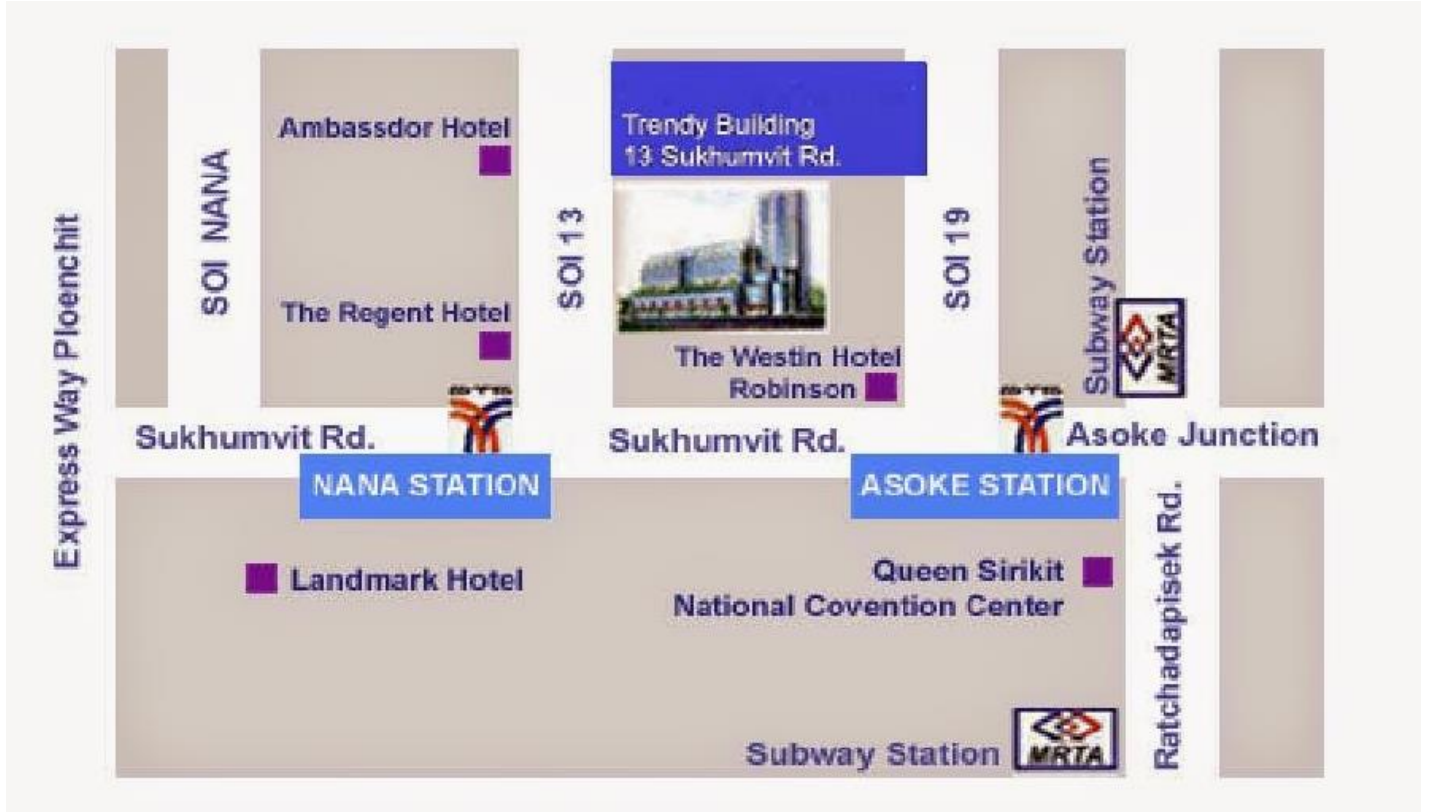 Ambassdor Hotel
Trendy Building
13 Sukhumvit Rd.
SOI NANA
SOI 13
SOI 19
Subway Station
MRTA
Express Way Ploenchit
The Regent Hotel
The Westin Hotel
Robinson
Sukhumvit Rd.
Sukhumvit Rd.
Asoke Junction
NANA STATION
ASOKE STATION
Landmark Hotel
Queen Sirikit
National Covention Center
Ratchadapisek Rd.
Subway Station
MRTA